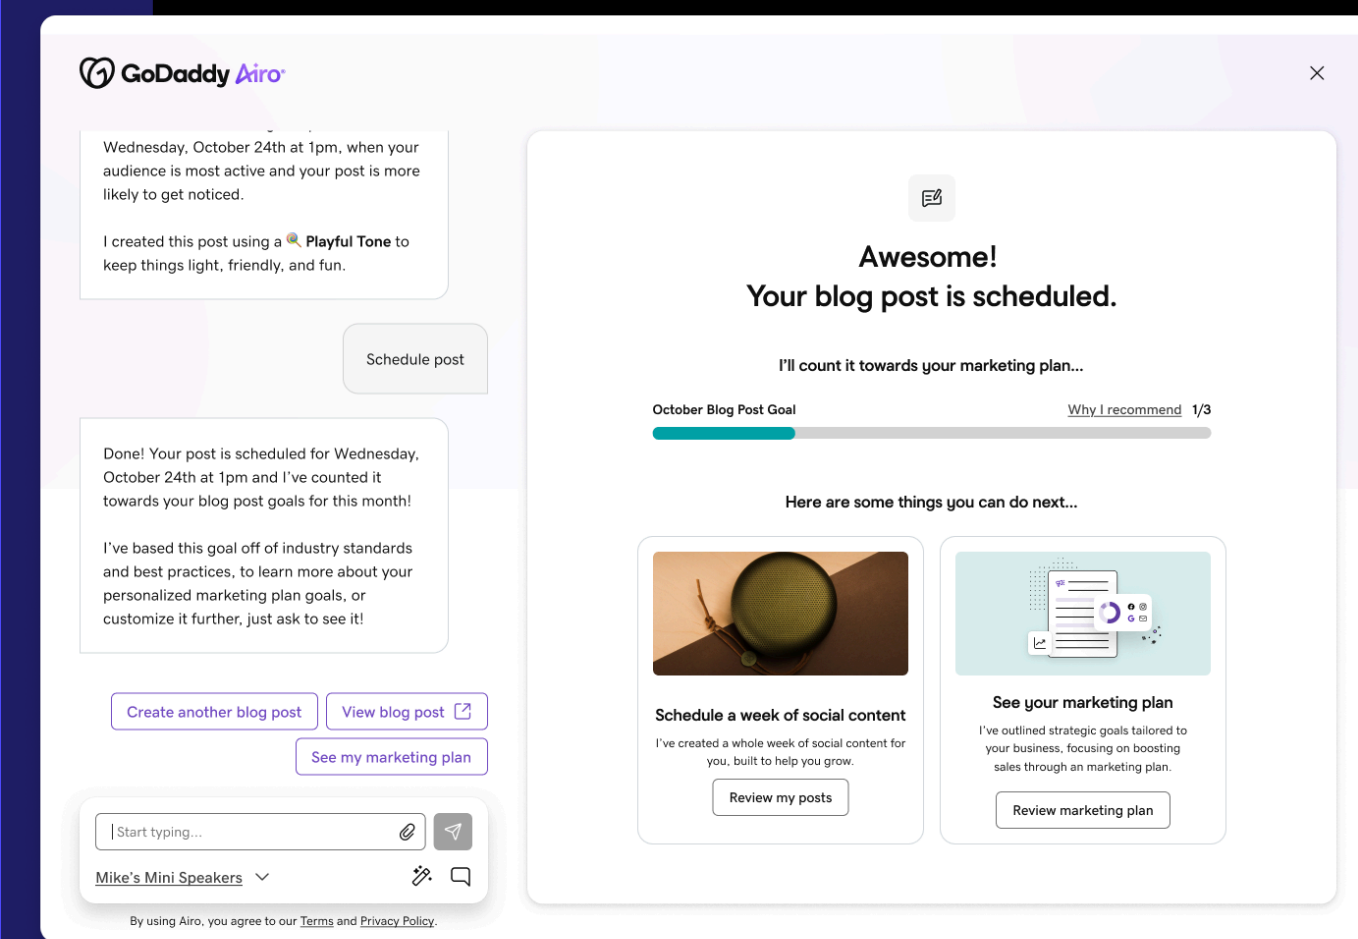 GoDaddy Airo
Wednesday, October 24th at 1pm, when your
audience is most active and your post is more
likely to get noticed.
I created this post using a Playful Tone to
keep things light, friendly, and fun.
Schedule post
Done! Your post is scheduled for Wednesday,
October 24th at 1pm and I've counted it
towards your blog post goals for this month!
I've based this goal off of industry standards
and best practices, to learn more about your
personalized marketing plan goals, or
customize it further, just ask to see it!
Create another blog post
View blog post
See my marketing plan
Start typing...
Mike's Mini Speakers
By using Airo, you agree to our Terms and Privacy Policy.
Awesome!
Your blog post is scheduled.
I'll count it towards your marketing plan...
October Blog Post Goal
Why I recommend 1/3
Here are some things you can do next...
Schedule a week of social content
I've created a whole week of social content for
you, built to help you grow.
Review my posts
See your marketing plan
I've outlined strategic goals tailored to
your business, focusing on boosting
sales through an marketing plan.
Review marketing plan